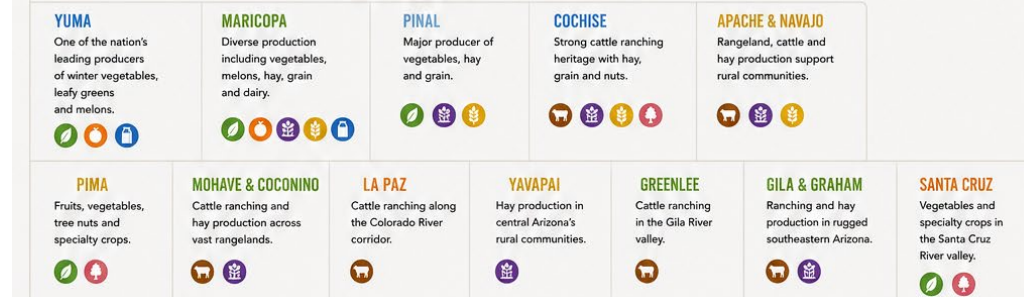 YUMA
One of the nation's
leading producers
of winter vegetables,
leafy greens
and melons.
MARICOPA
Diverse production
including vegetables,
melons, hay, grain
and dairy.
PINAL
Major producer of
vegetables, hay
and grain.
COCHISE
Strong cattle ranching
heritage with hay,
grain and nuts.
APACHE & NAVAJO
Rangeland, cattle and
hay production support
rural communities.
PIMA
Fruits, vegetables,
tree nuts and
specialty crops.
MOHAVE & COCONINO
Cattle ranching and
hay production across
vast rangelands.
LA PAZ
Cattle ranching along
the Colorado River
corridor.
YAVAPAI
Hay production in
central Arizona's
rural communities.
GREENLEE
Cattle ranching
in the Gila River
valley.
GILA & GRAHAM
Ranching and hay
production in rugged
southeastern Arizona.
SANTA CRUZ
Vegetables and
specialty crops in
the Santa Cruz
River valley.